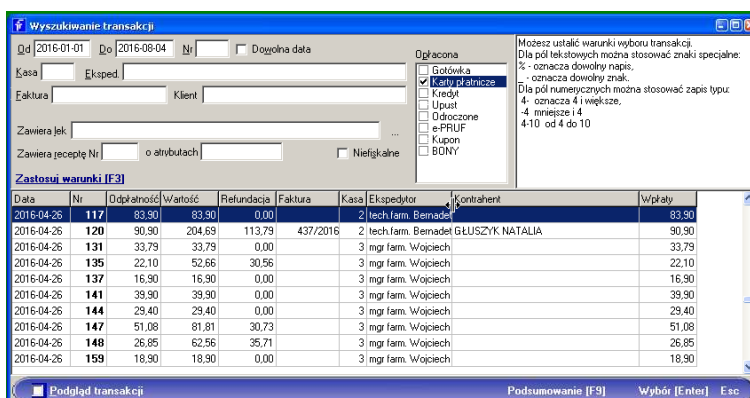 Wyszukiwanie transakcji
Od 2016-01-01 Do 2016-08-04 Nr Dowolna data
Kasa Eksped.
Faktura Klient
Zawiera lek ...
Zawiera receptę Nr o atrybutach Niefiskalne
Zastosuj warunki [F3]
Opłacona
Gotówka
Karty płatnicze
Kredyt
Upust
Odroczone
e-PRUF
Kupon
BONY
Możesz ustalić warunki wyboru transakcji.
Dla pól tekstowych można stosować znaki specjalne:
% - oznacza dowolny napis,
_ - oznacza dowolny znak.
Dla pól numerycznych można stosować zapis typu:
4- oznacza 4 i większe,
-4 mniejsze i 4
4-10 od 4 do 10
Data Nr Odpłatność Wartość Refundacja Faktura Kasa Ekspedytor Kontrahent Wpłaty
2016-04-26 117 83,90 83,90 0,00 2 tech.farm. Bernadet 83,90
2016-04-26 120 90,90 204,69 113,79 437/2016 2 tech.farm. Bernadet GŁUSZYK NATALIA 90,90
2016-04-26 131 33,79 33,79 0,00 3 mgr farm. Wojciech 33,79
2016-04-26 135 22,10 52,66 30,56 3 mgr farm. Wojciech 22,10
2016-04-26 137 16,90 16,90 0,00 3 mgr farm. Wojciech 16,90
2016-04-26 141 39,90 39,90 0,00 3 mgr farm. Wojciech 39,90
2016-04-26 144 29,40 29,40 0,00 3 mgr farm. Wojciech 29,40
2016-04-26 147 51,08 81,81 30,73 3 mgr farm. Wojciech 51,08
2016-04-26 148 26,85 62,56 35,71 3 mgr farm. Wojciech 26,85
2016-04-26 159 18,90 18,90 0,00 3 mgr farm. Wojciech 18,90
Podgląd transakcji Podsumowanie [F9] Wybór [Enter] Esc